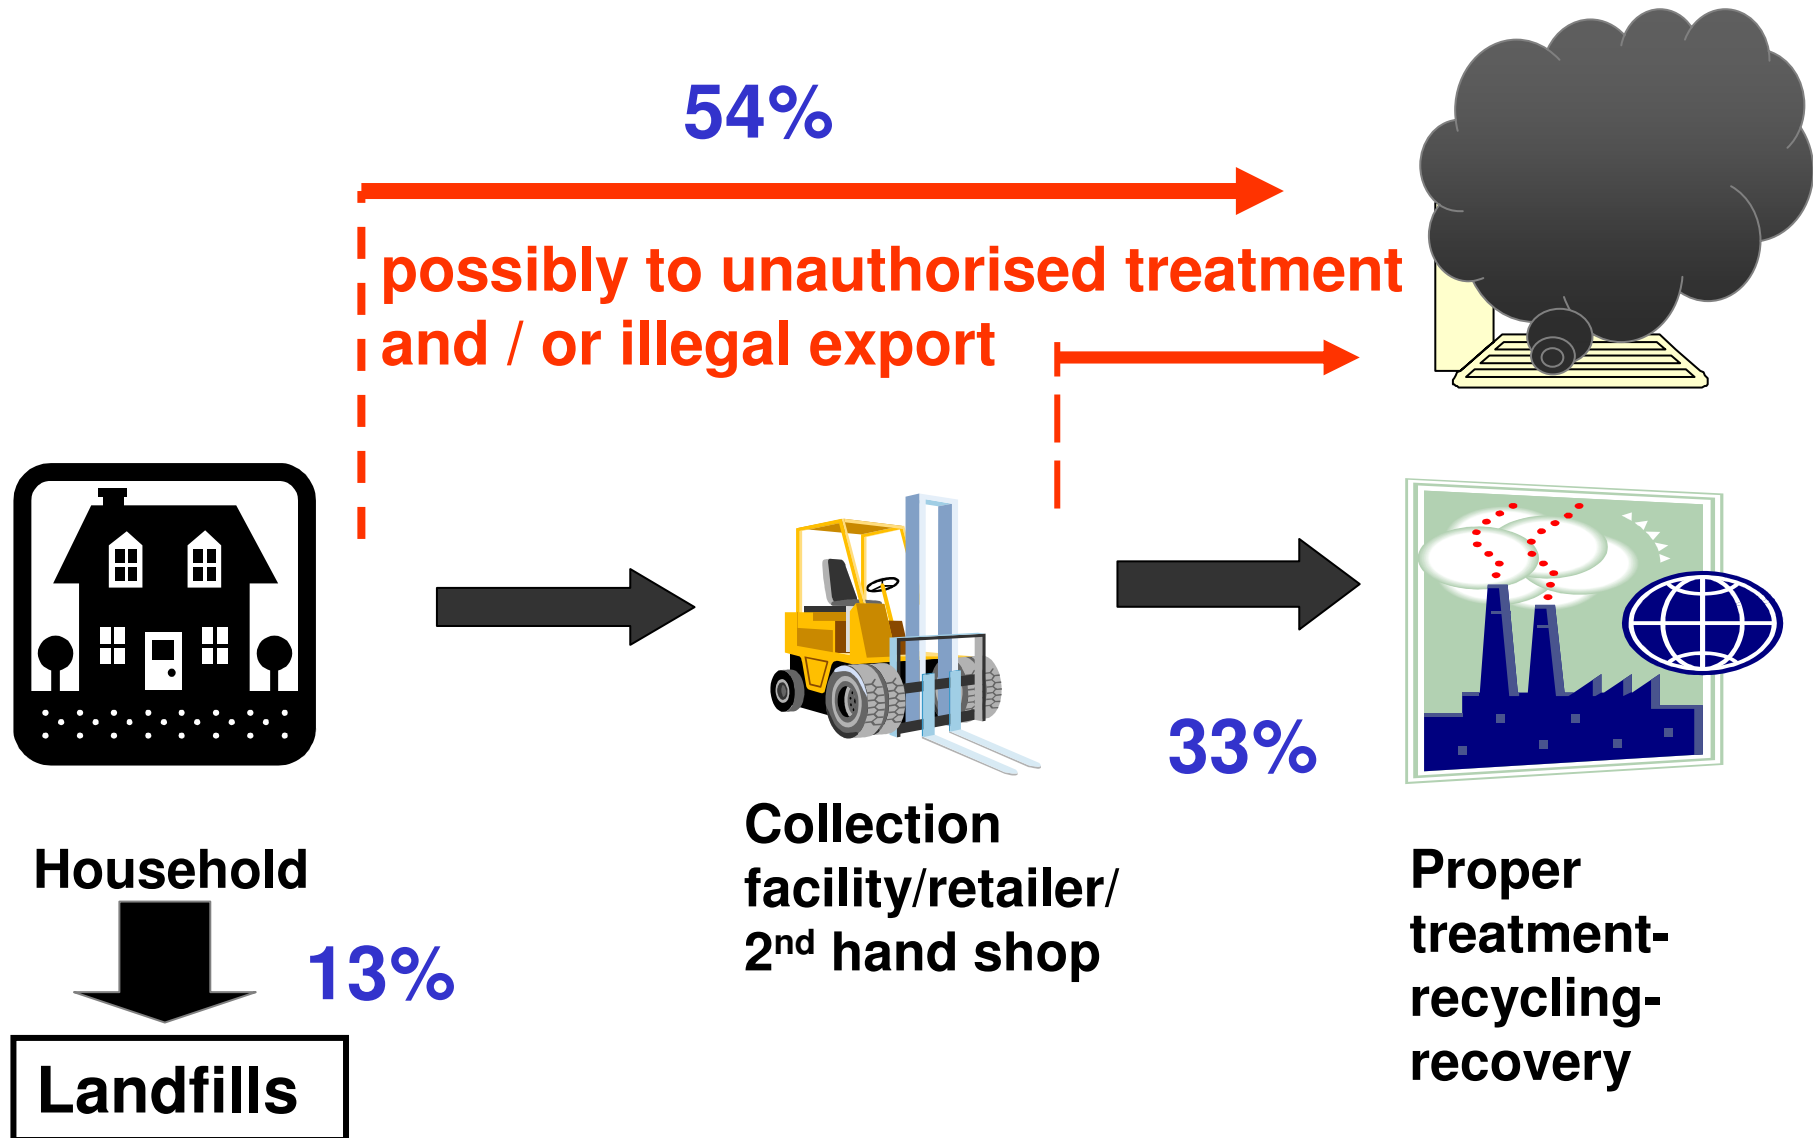 54%
possibly to unauthorised treatment
and / or illegal export
33%
Collection
facility/retailer/
2nd hand shop
Household
13%
Landfills
Proper
treatment-
recycling-
recovery